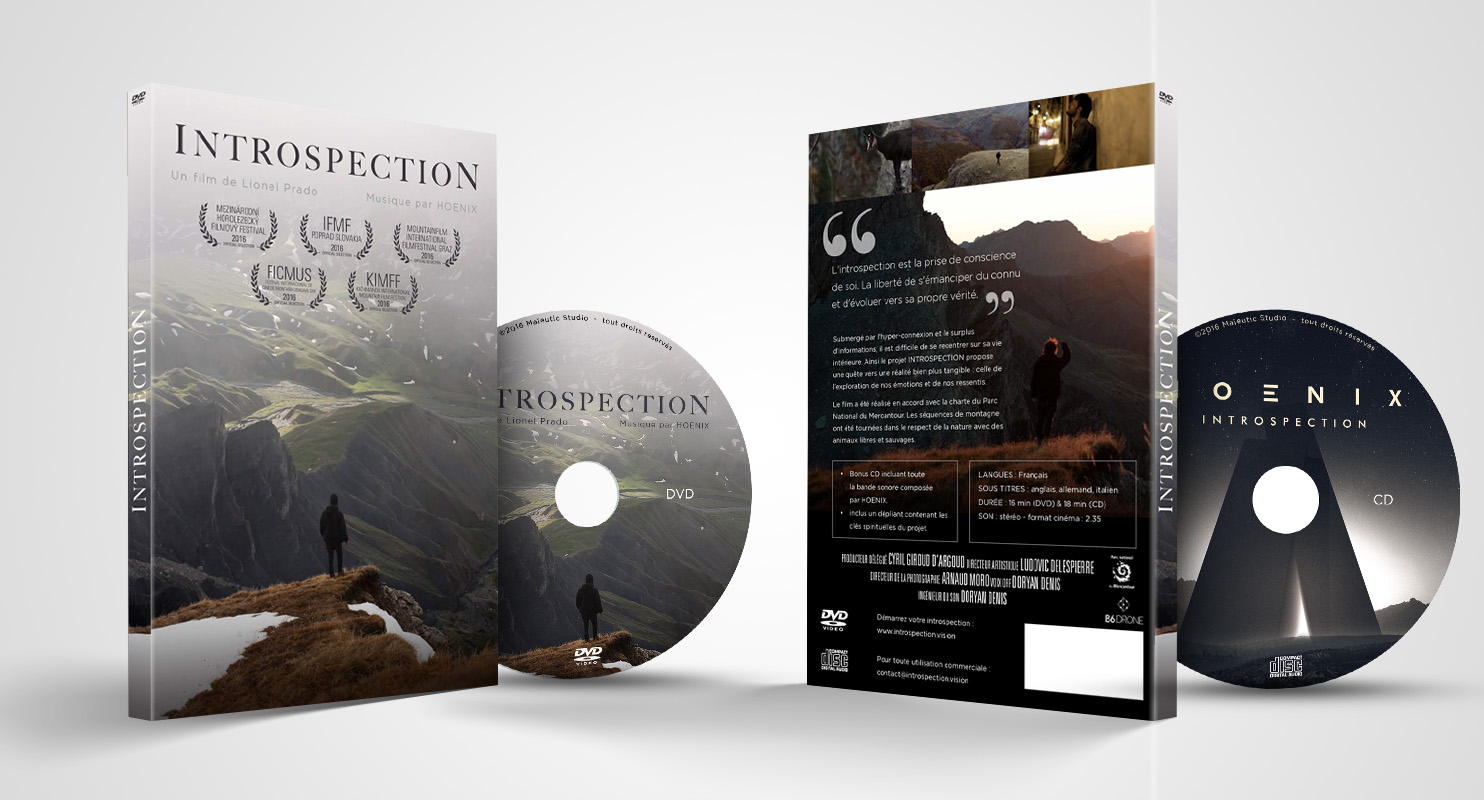 DVD
INTROSPECTION
INTROSPECTION
Un film de Lionel Prado
Musique par HOENIX
MEZINÁRODNÍ
HOROLEZECKÝ
FILMOVÝ FESTIVAL
2016
OFFICIAL SELECTION
IFMF
POPRAD SLOVAKIA
2016
OFFICIAL SELECTION
MOUNTAINFILM
INTERNATIONAL
FILMFESTIVAL GRAZ
2016
OFFICIAL SELECTION
FICMUS
2016
OFFICIAL SELECTION
KIMFF
KATHMANDU INTERNATIONAL
MOUNTAIN FILM FESTIVAL
2016
OFFICIAL SELECTION
©2016 Maïeutic Studio - tout droits réservés
TROSPECTION
e Lionel Prado
Musique par HOENIX
DVD
DVD
VIDEO
“
L'introspection est la prise de conscience
de soi. La liberté de s'émanciper du connu
et d'évoluer vers sa propre vérité. ”
Submergé par l'hyper-connexion et le surplus
d'informations, il est difficile de se recentrer sur sa vie
intérieure. Ainsi le projet INTROSPECTION propose
une quête vers une réalité bien plus tangible : celle de
l'exploration de nos émotions et de nos ressentis.
Le film a été réalisé en accord avec la charte du Parc
National du Mercantour. Les séquences de montagne
ont été tournées dans le respect de la nature avec des
animaux libres et sauvages.
• Bonus CD incluant toute
la bande sonore composée
par HOENIX.
• inclus un dépliant contenant les
clés spirituelles du projet.
LANGUES : Français
SOUS TITRES : anglais, allemand, italien
DURÉE : 16 min (DVD) & 18 min (CD)
SON : stéréo - format cinéma : 2.35
PRODUCTEUR DÉLÉGUÉ CYRIL GIROUD D'ARGOUD DIRECTEUR ARTISTIQUE LUDOVIC DELESPIERRE
DIRECTEUR DE LA PHOTOGRAPHIE ARNAUD MORO VOIX OFF DORYAN DENIS
INGÉNIEUR DU SON DORYAN DENIS
Parc national
du Mercantour
B6DRONE
DVD
VIDEO
Démarrez votre introspection :
www.introspection.vision
COMPACT
disc
DIGITAL AUDIO
Pour toute utilisation commerciale :
contact@introspection.vision
DVD
INTROSPECTION
©2016 Maïeutic Studio - tout droits réservés
OENIX
INTROSPECTION
CD
COMPACT
disc
DIGITAL AUDIO